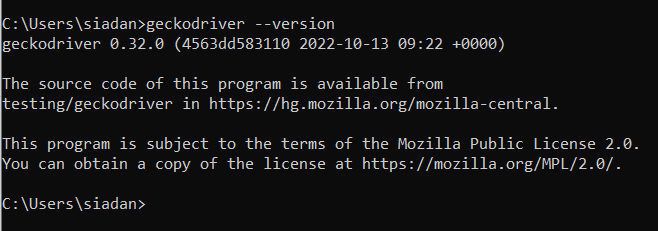 C:\Users\siadan>geckodriver --version
geckodriver 0.32.0 (4563dd583110 2022-10-13 09:22 +0000)
The source code of this program is available from
testing/geckodriver in https://hg.mozilla.org/mozilla-central.
This program is subject to the terms of the Mozilla Public License 2.0.
You can obtain a copy of the license at https://mozilla.org/MPL/2.0/.
C:\Users\siadan>